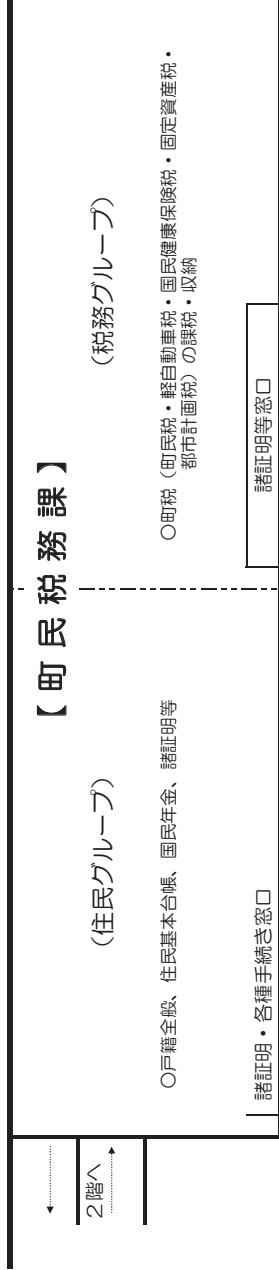 【 町 民 税 務 課 】
（住民グループ）
（税務グループ）
○戸籍全般、住民基本台帳、国民年金、諸証明等
○町税（町民税・軽自動車税・国民健康保険税・固定資産税・
都市計画税）の課税・収納
2階へ
諸証明・各種手続き窓口
諸証明等窓口